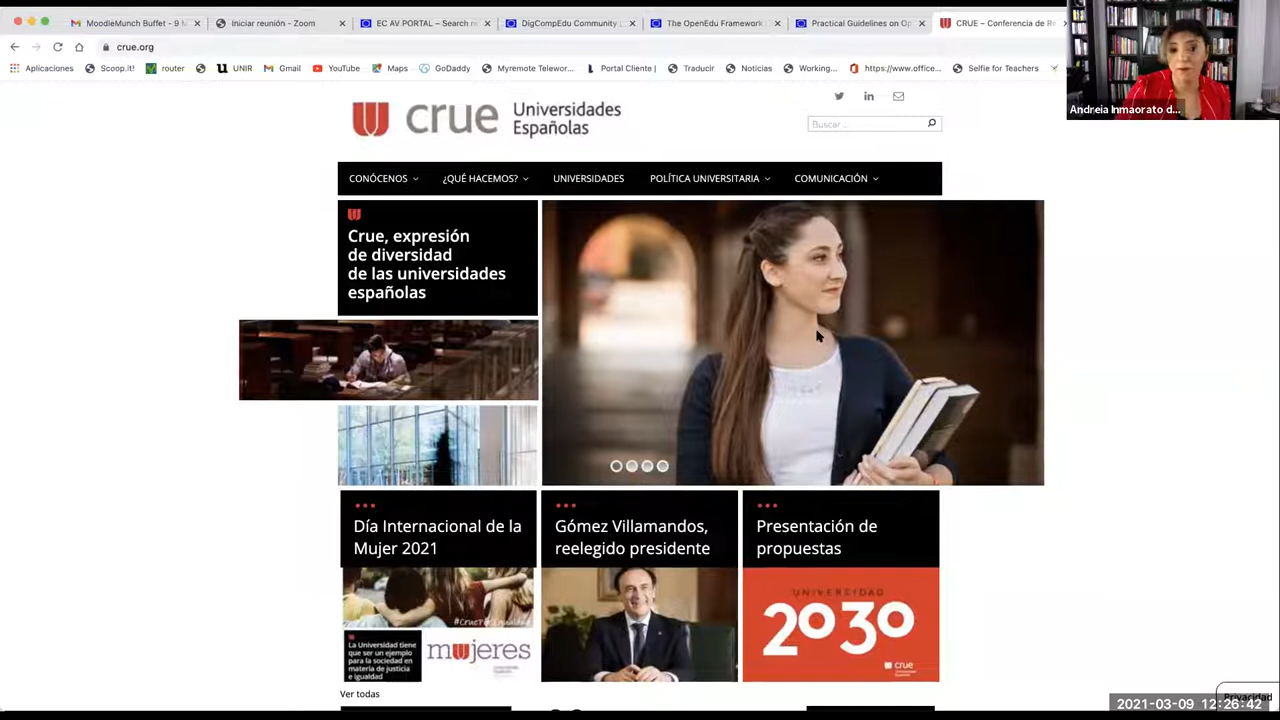 MoodieMunch Buffet - 9 M
Iniciar reunión - Zoom
EC AV PORTAL – Search n
DigCompEdu Community
The OpenEdu Framework
Practical Guidelines on Op
CRUE – Conferencia de Re
crue.org
Aplicaciones
Scoop.it!
router
UNIR
Gmail
YouTube
Maps
GoDaddy
Myremote Telewor...
Portal Cliente |
Traducir
Noticias
Working...
https://www.office...
Selfie for Teachers
Andreia Inmaorato d...
crue
Universidades
Españolas
Buscar ...
CONÓCENOS
¿QUÉ HACEMOS?
UNIVERSIDADES
POLÍTICA UNIVERSITARIA
COMUNICACIÓN
Crue, expresión
de diversidad
de las universidades
españolas
Día Internacional de la
Mujer 2021
Gómez Villamandos,
reelegido presidente
Presentación de
propuestas
La Universidad tiene
que ser un ejemplo
para la sociedad en
materia de justicia
e igualdad
mujeres
UNIVERSIDAD
2030
crue
Ver todas
Privacidad
2021-03-09 12:26:42